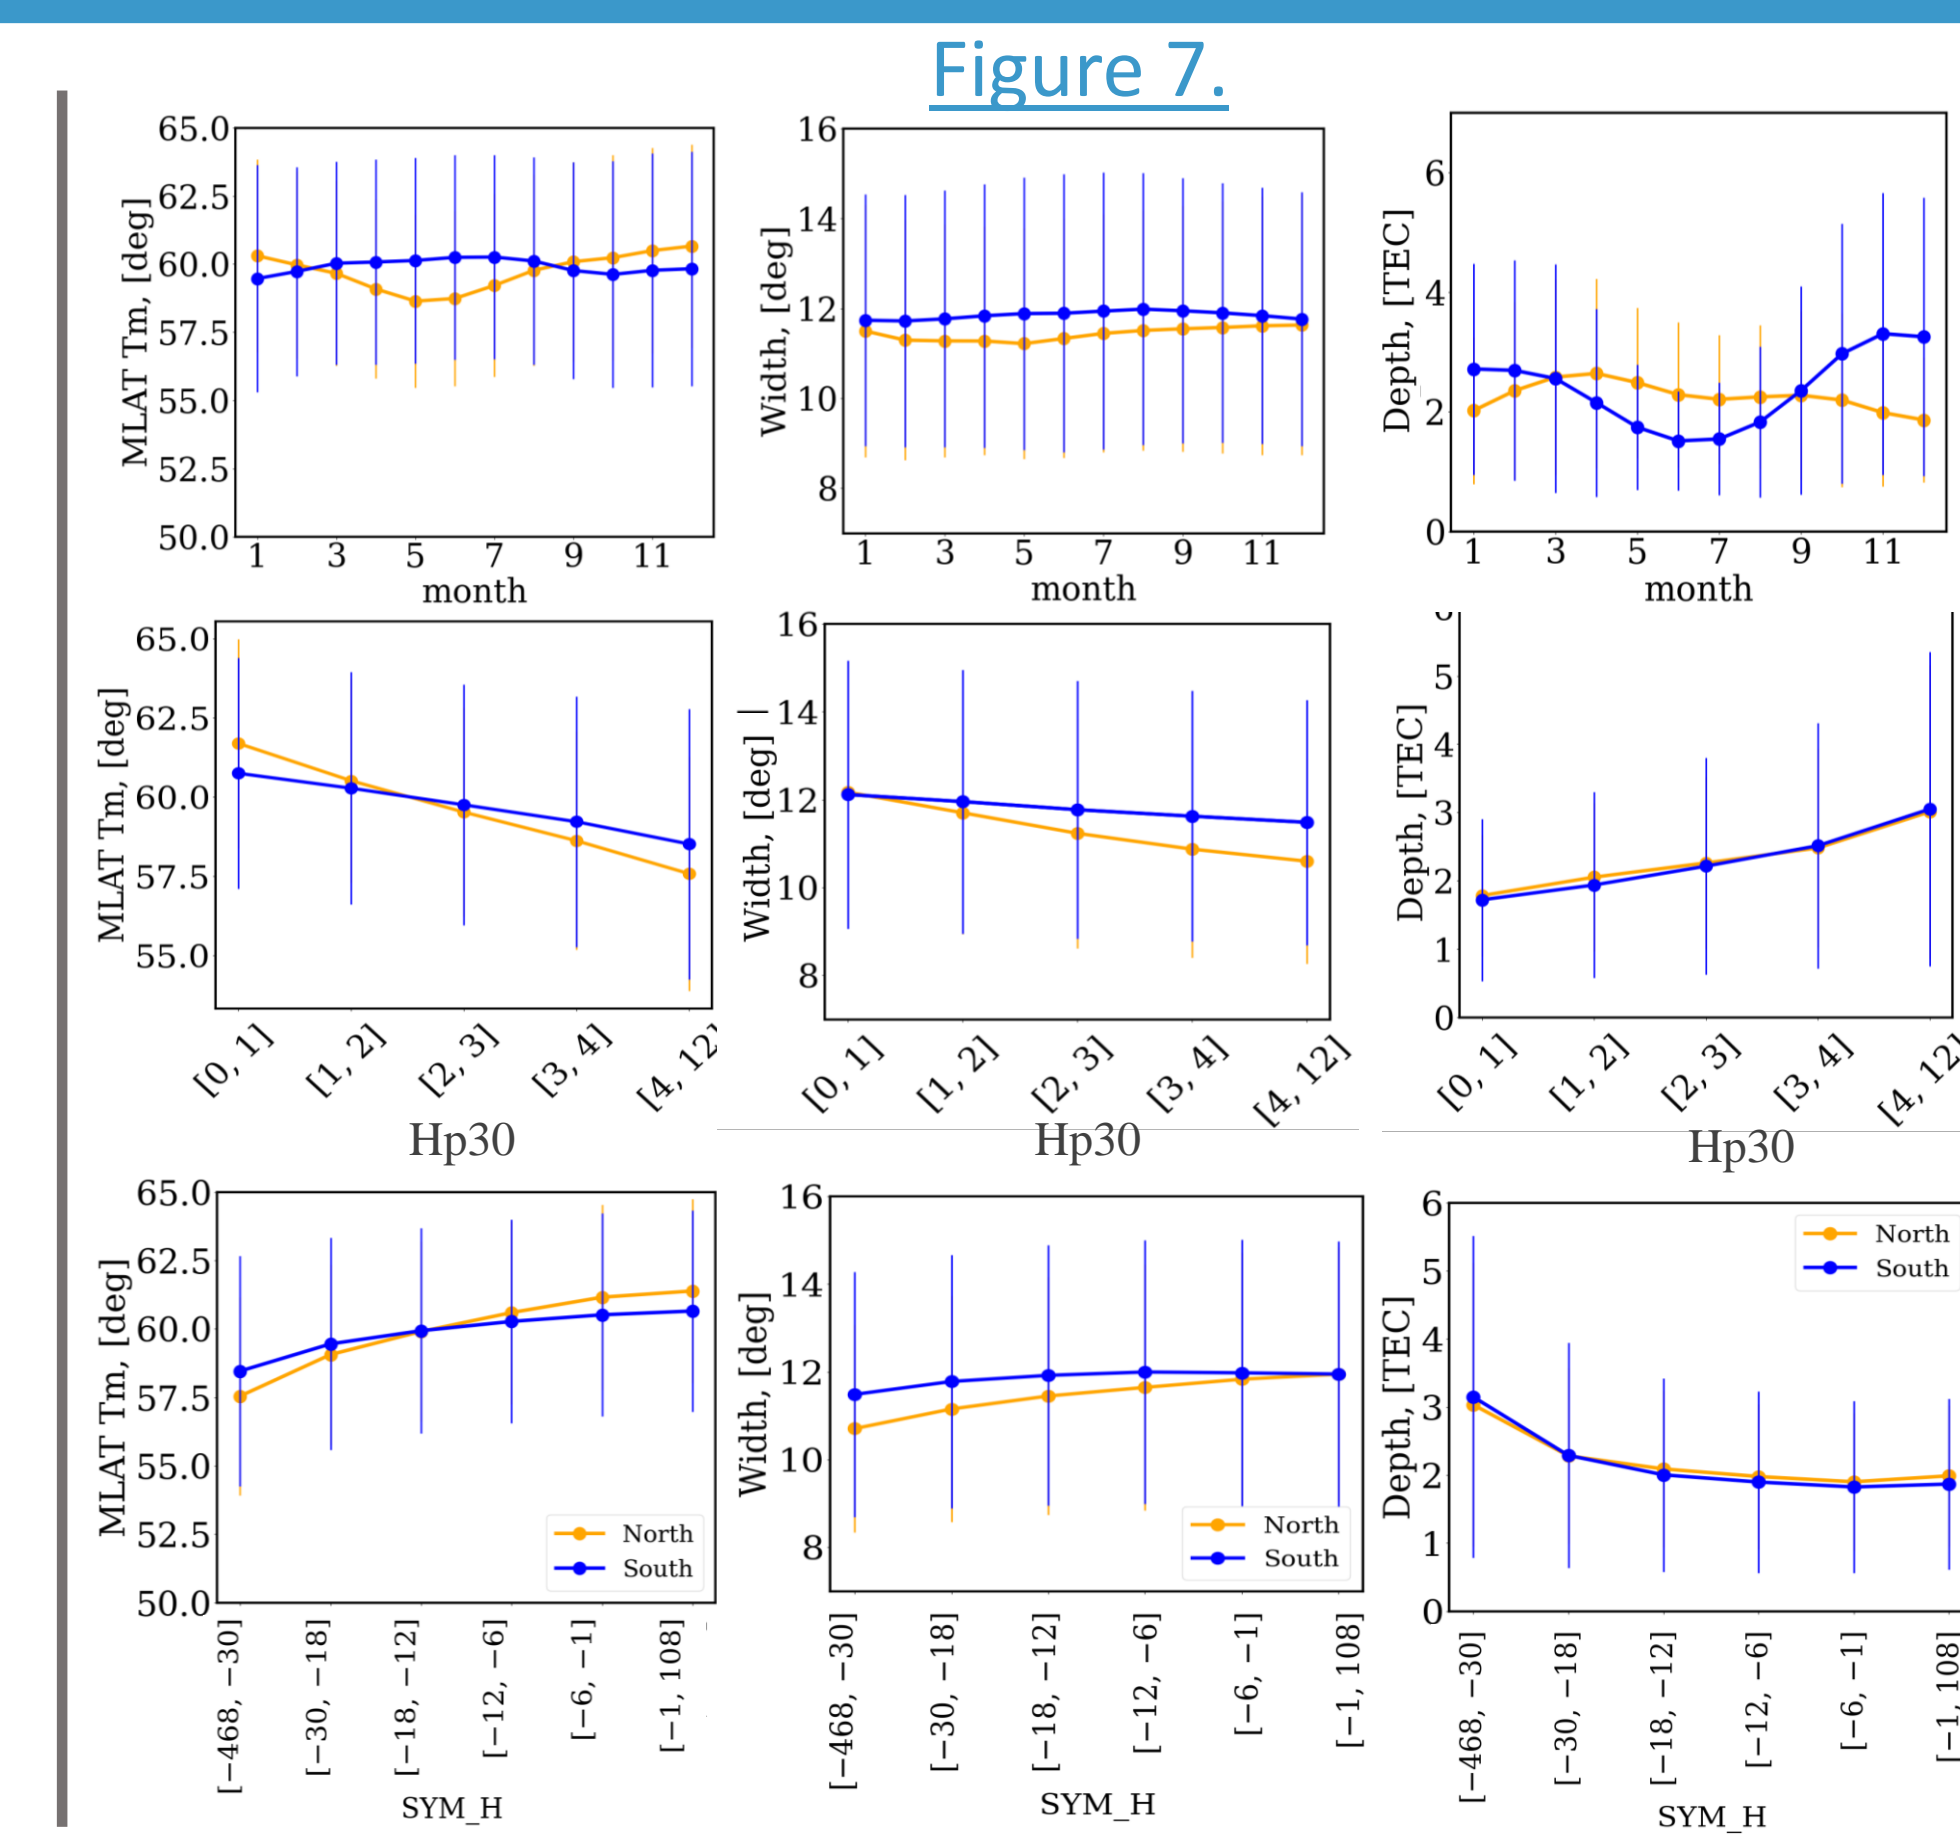 Figure 7.
65.0
62.5
60.0
57.5
55.0
52.5
50.0
MLAT Tm, [deg]
1 3 5 7 9 11
month
16
14
12
10
8
Width, [deg]
1 3 5 7 9 11
month
6
4
2
0
Depth, [TEC]
1 3 5 7 9 11
month
65.0
62.5
60.0
57.5
55.0
MLAT Tm, [deg]
[0, 1] [1, 2] [2, 3] [3, 4] [4, 12]
Hp30
16
14
12
10
8
Width, [deg]
[0, 1] [1, 2] [2, 3] [3, 4] [4, 12]
Hp30
5
4
3
2
1
0
Depth, [TEC]
[0, 1] [1, 2] [2, 3] [3, 4] [4, 12]
Hp30
65.0
62.5
60.0
57.5
55.0
52.5
50.0
MLAT Tm, [deg]
North
South
[−468, −30] [−30, −18] [−18, −12] [−12, −6] [−6, −1] [−1, 108]
SYM_H
16
14
12
10
8
Width, [deg]
North
South
[−468, −30] [−30, −18] [−18, −12] [−12, −6] [−6, −1] [−1, 108]
SYM_H
6
5
4
3
2
1
0
Depth, [TEC]
North
South
[−468, −30] [−30, −18] [−18, −12] [−12, −6] [−6, −1] [−1, 108]
SYM_H